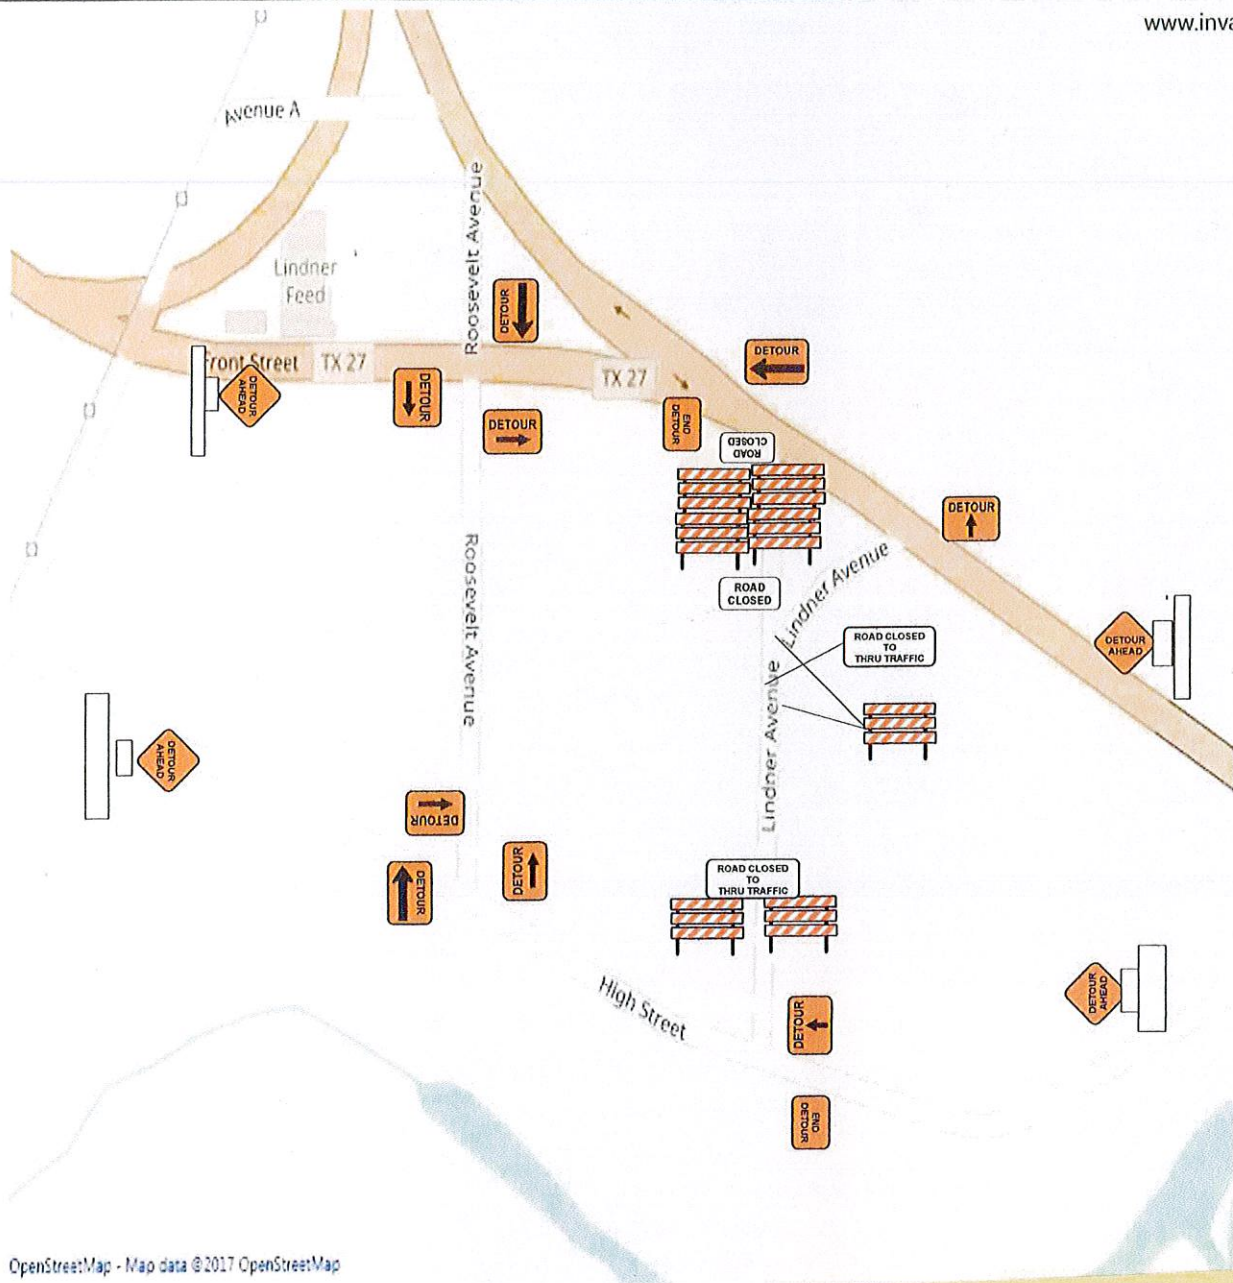 www.inva
Avenue A
Roosevelt Avenue
Lindner
Feed
DETOUR
Front Street
TX 27
TX 27
DETOUR
DETOUR
AHEAD
DETOUR
DETOUR
END
DETOUR
ROAD
CLOSED
DETOUR
Roosevelt Avenue
Lindner Avenue
ROAD
CLOSED
DETOUR
AHEAD
ROAD CLOSED
TO
THRU TRAFFIC
Lindner Avenue
DETOUR
AHEAD
DETOUR
DETOUR
DETOUR
ROAD CLOSED
TO
THRU TRAFFIC
High Street
DETOUR
AHEAD
DETOUR
END
DETOUR
OpenStreetMap - Map data @2017 OpenStreetMap